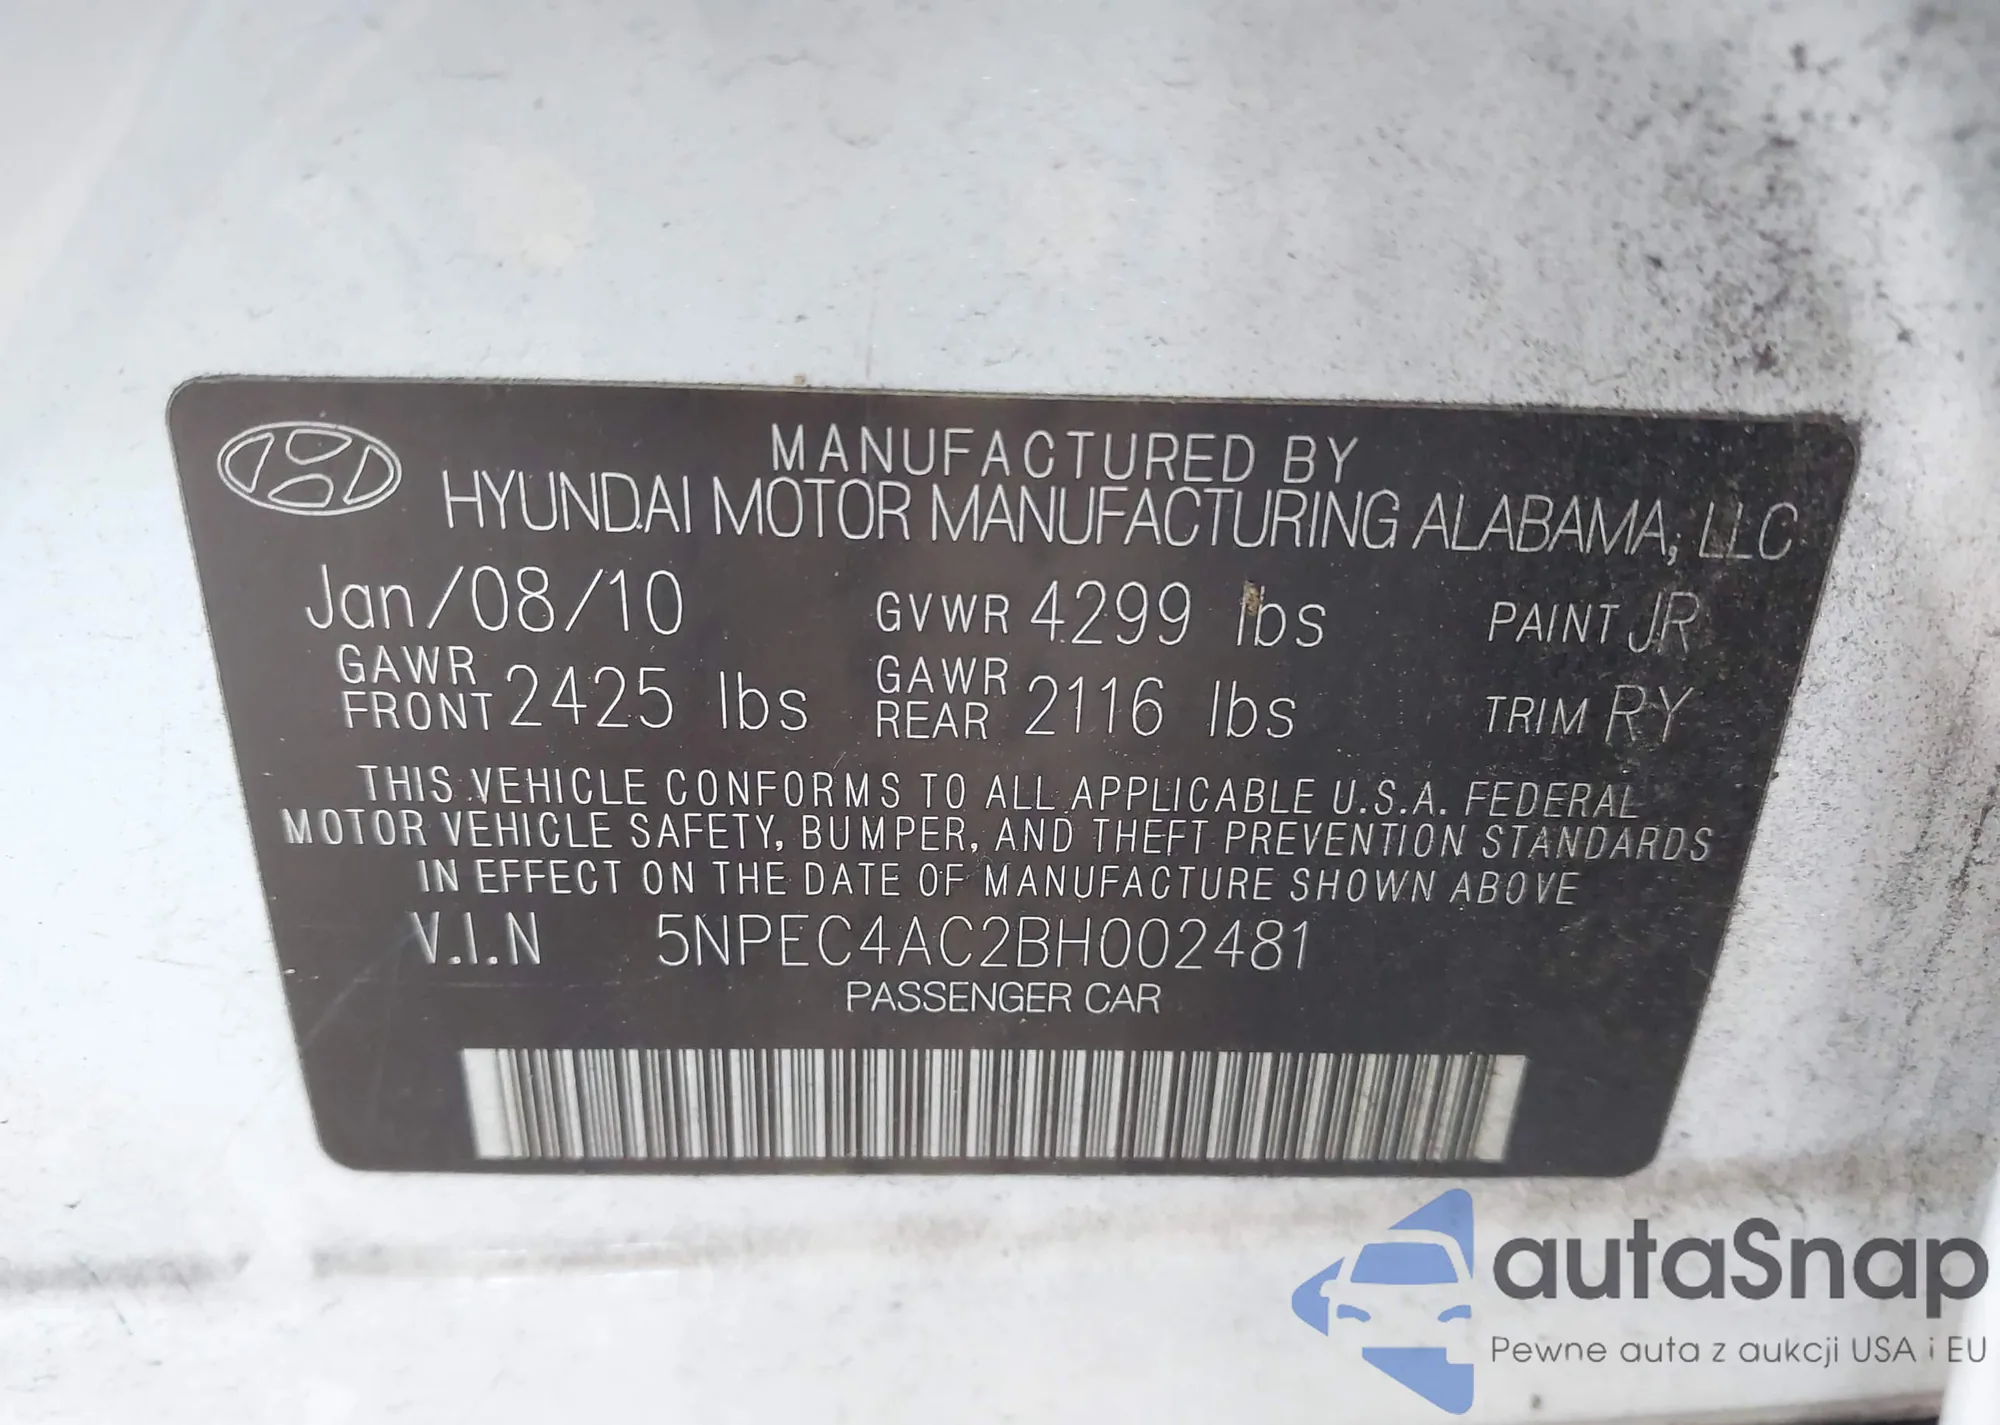 MANUFACTURED BY
HYUNDAI MOTOR MANUFACTURING ALABAMA, LLC
Jan/08/10 GVWR 4299 lbs PAINT JR
GAWR FRONT 2425 lbs GAWR REAR 2116 lbs TRIM RY
THIS VEHICLE CONFORMS TO ALL APPLICABLE U.S.A. FEDERAL
MOTOR VEHICLE SAFETY, BUMPER, AND THEFT PREVENTION STANDARDS
IN EFFECT ON THE DATE OF MANUFACTURE SHOWN ABOVE
V.I.N 5NPEC4AC2BH002481
PASSENGER CAR
autaSnap
Pewne auta z aukcji USA i EU